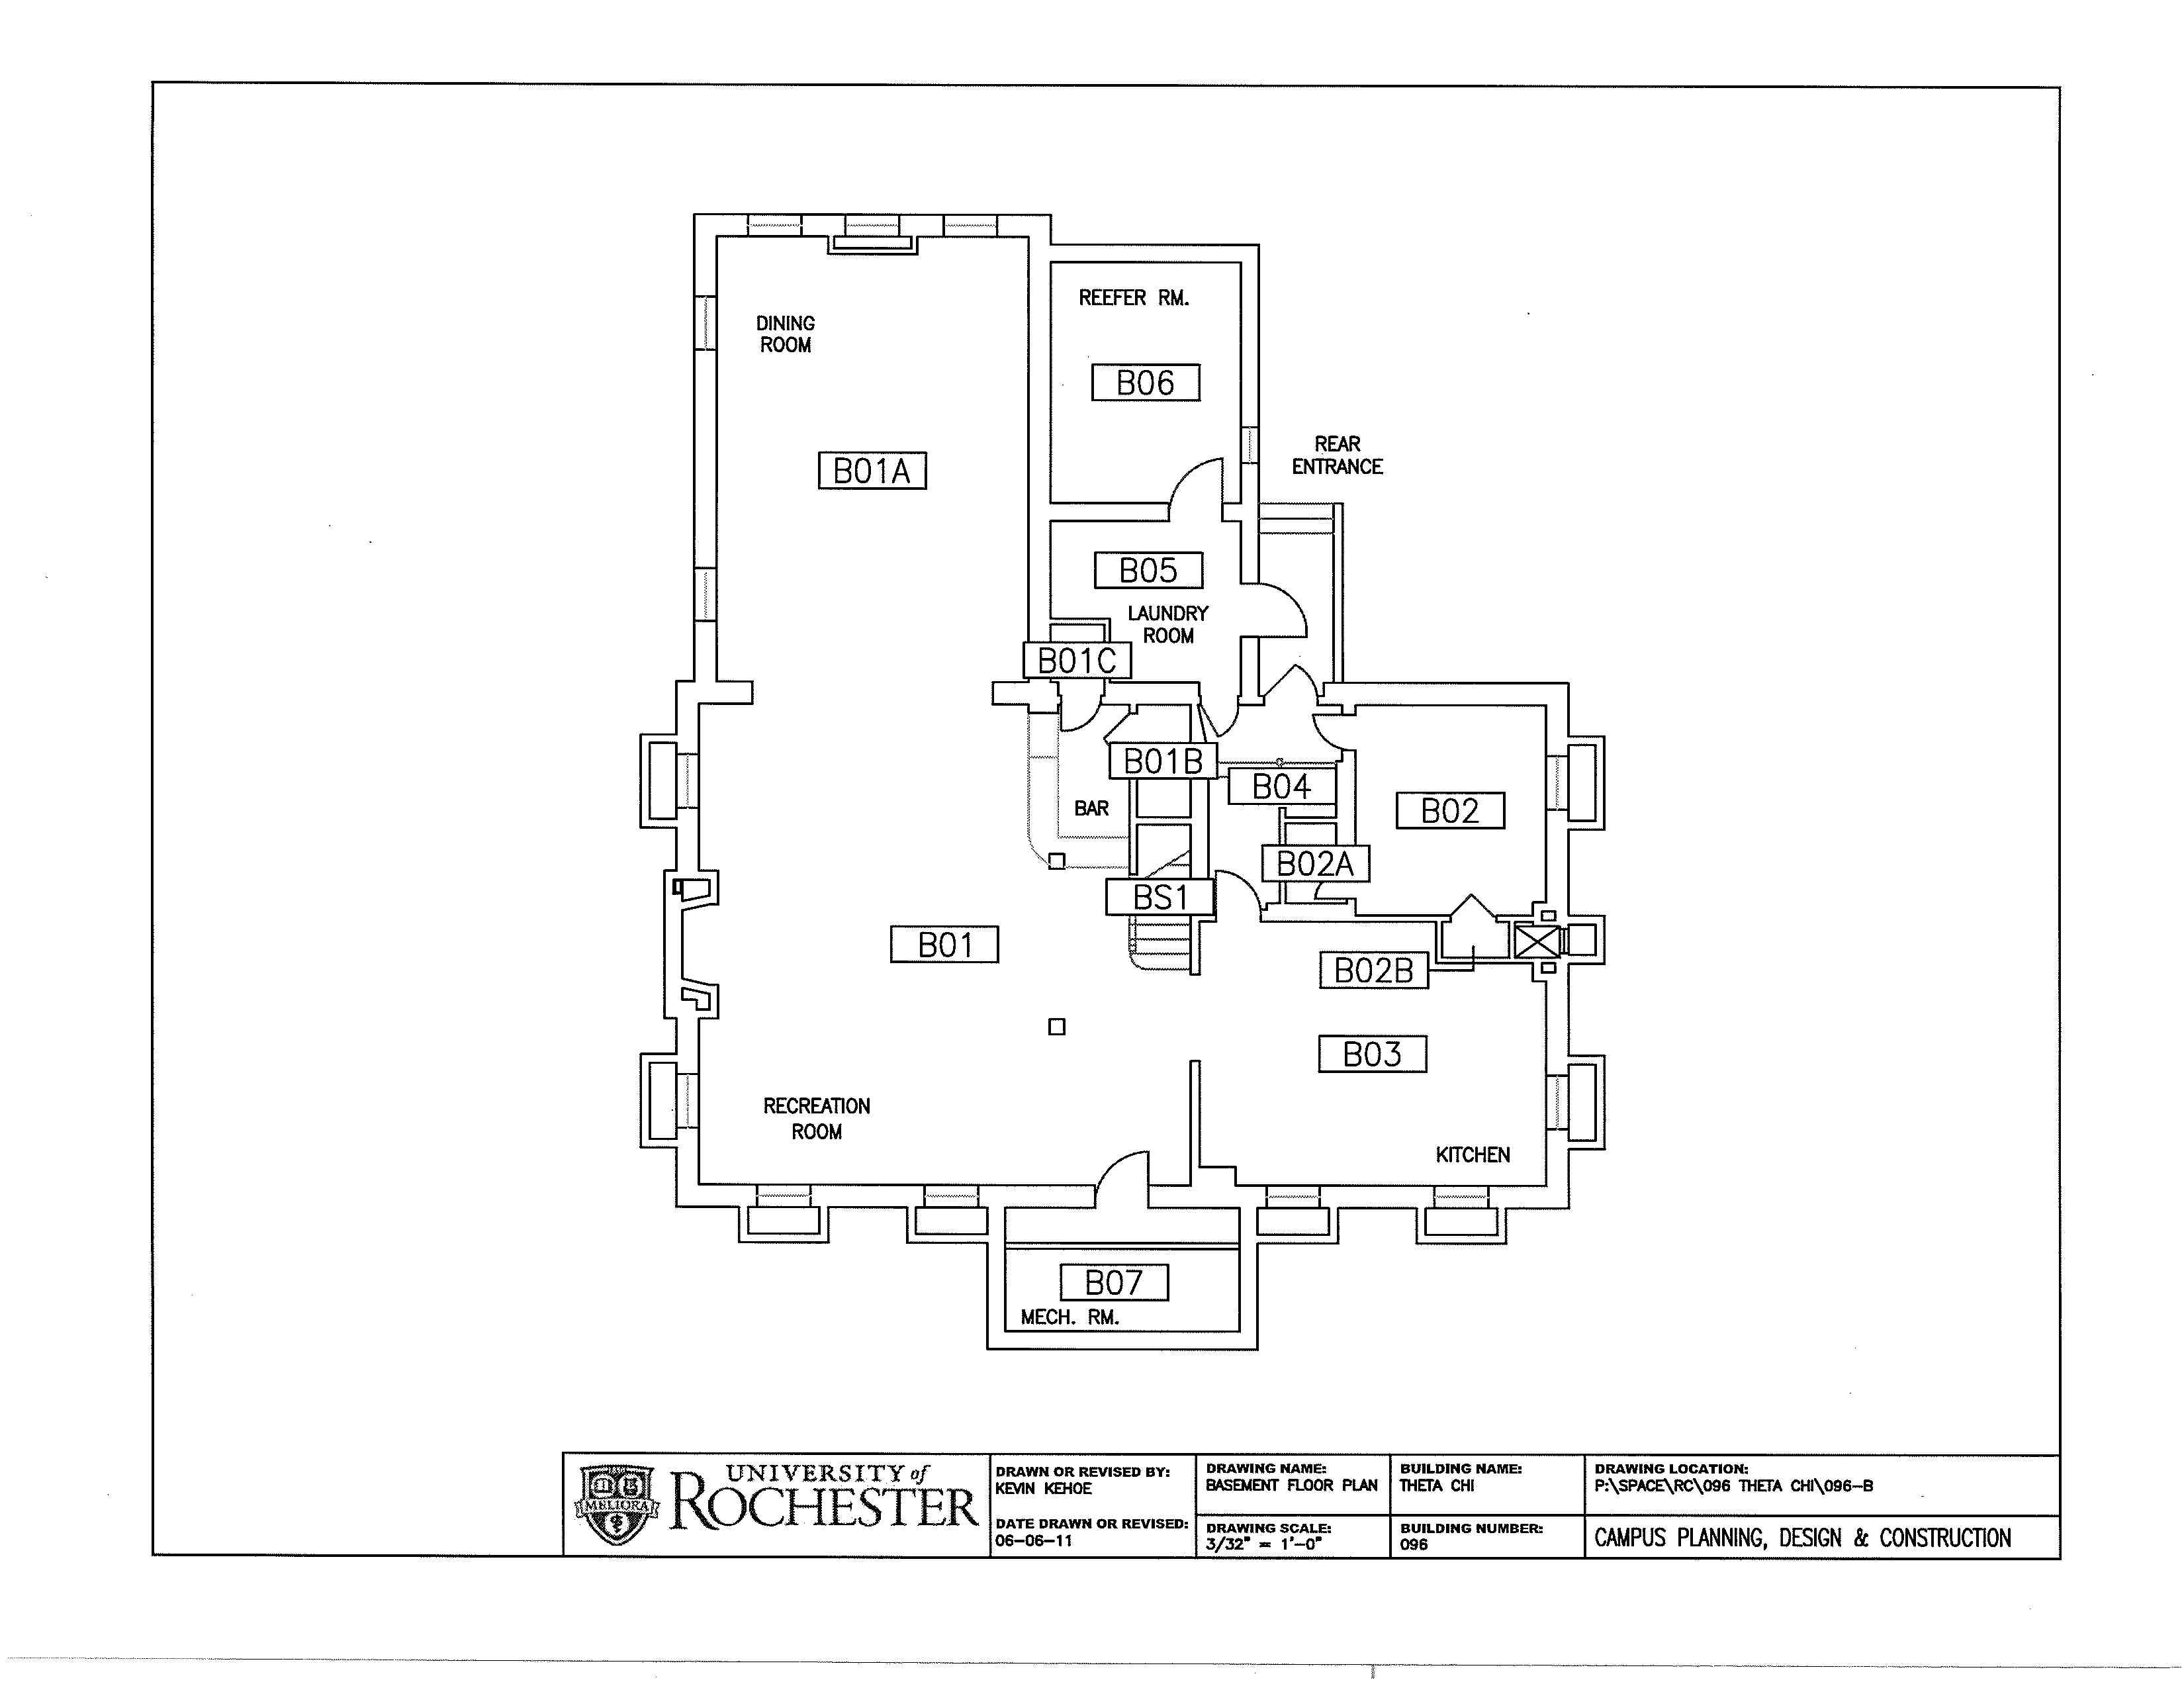 REEFER RM.
DINING
ROOM
B06
REAR
ENTRANCE
B01A
B05
LAUNDRY
ROOM
B01C
B01B
B04
BAR
B02
B02A
BS1
B01
B02B
B03
RECREATION
ROOM
KITCHEN
B07
MECH. RM.
MELIORA
UNIVERSITY of
ROCHESTER
DRAWN OR REVISED BY:
KEVIN KEHOE
DATE DRAWN OR REVISED:
06-06-11
DRAWING NAME:
BASEMENT FLOOR PLAN
DRAWING SCALE:
3/32" = 1'-0"
BUILDING NAME:
THETA CHI
BUILDING NUMBER:
096
DRAWING LOCATION:
P:\SPACE\RC\096 THETA CHI\096-B
CAMPUS PLANNING, DESIGN & CONSTRUCTION